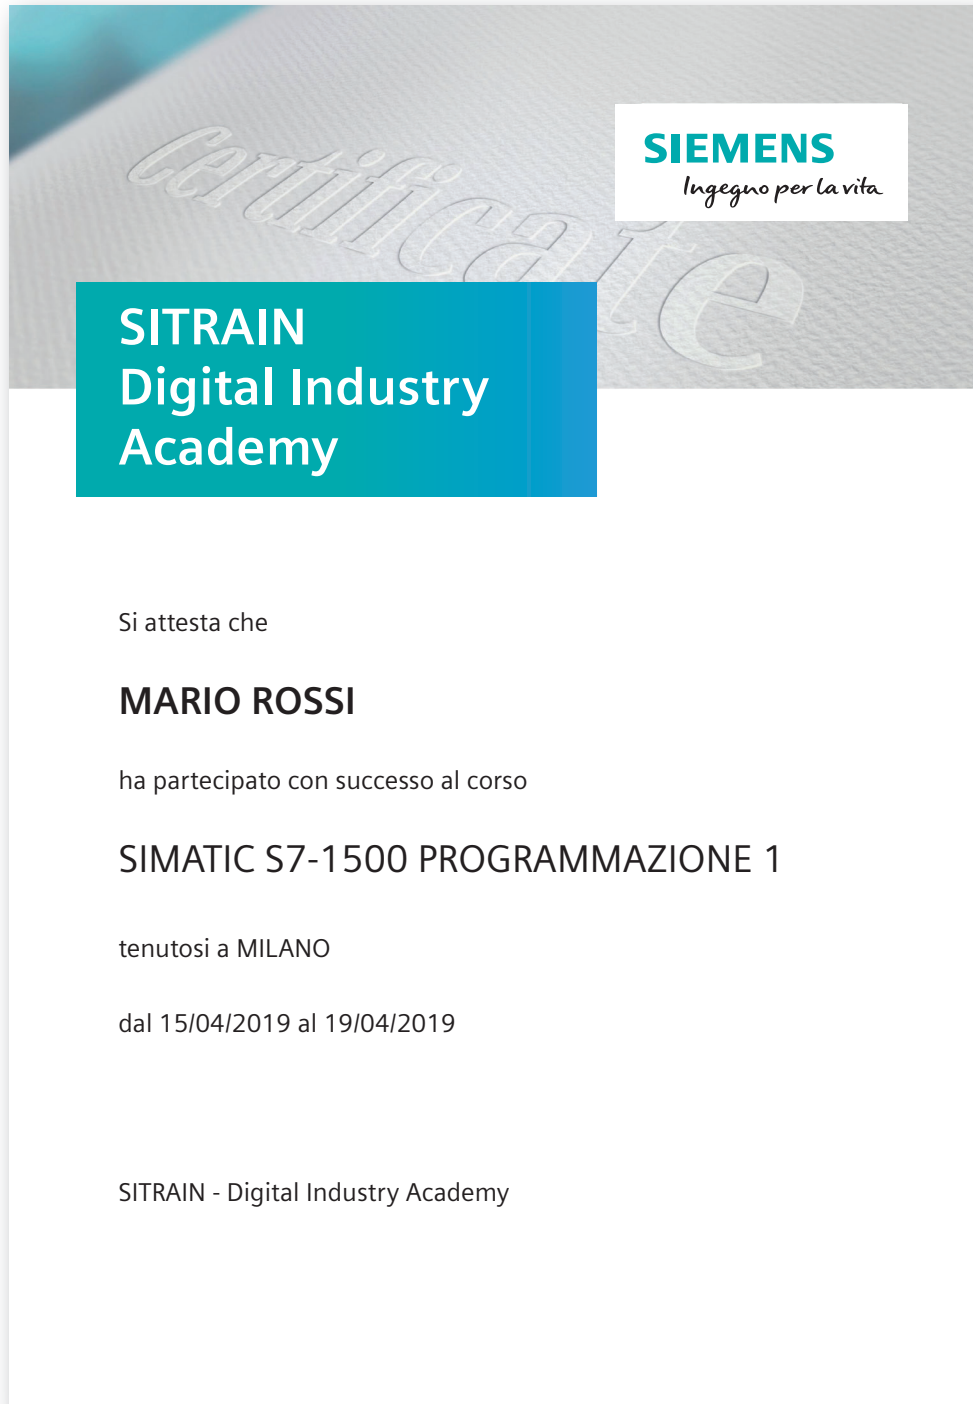 Certificate
SIEMENS
Ingegno per la vita
SITRAIN
Digital Industry
Academy
Si attesta che
MARIO ROSSI
ha partecipato con successo al corso
SIMATIC S7-1500 PROGRAMMAZIONE 1
tenutosi a MILANO
dal 15/04/2019 al 19/04/2019
SITRAIN - Digital Industry Academy